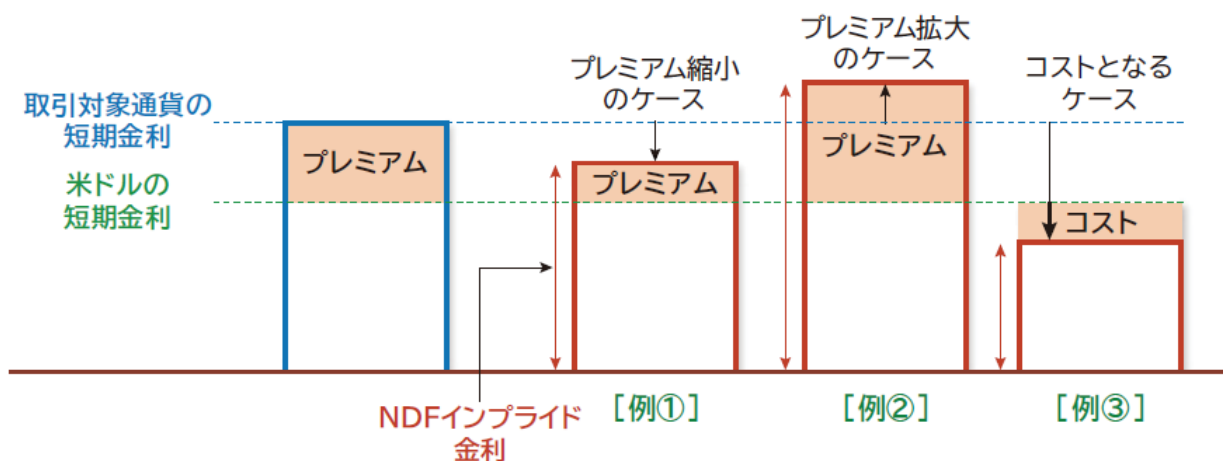 プレミアム縮小
のケース
プレミアム拡大
のケース
コストとなる
ケース
取引対象通貨の
短期金利
米ドルの
短期金利
プレミアム
プレミアム
プレミアム
コスト
NDFインプライド
金利
[例①]
[例②]
[例③]